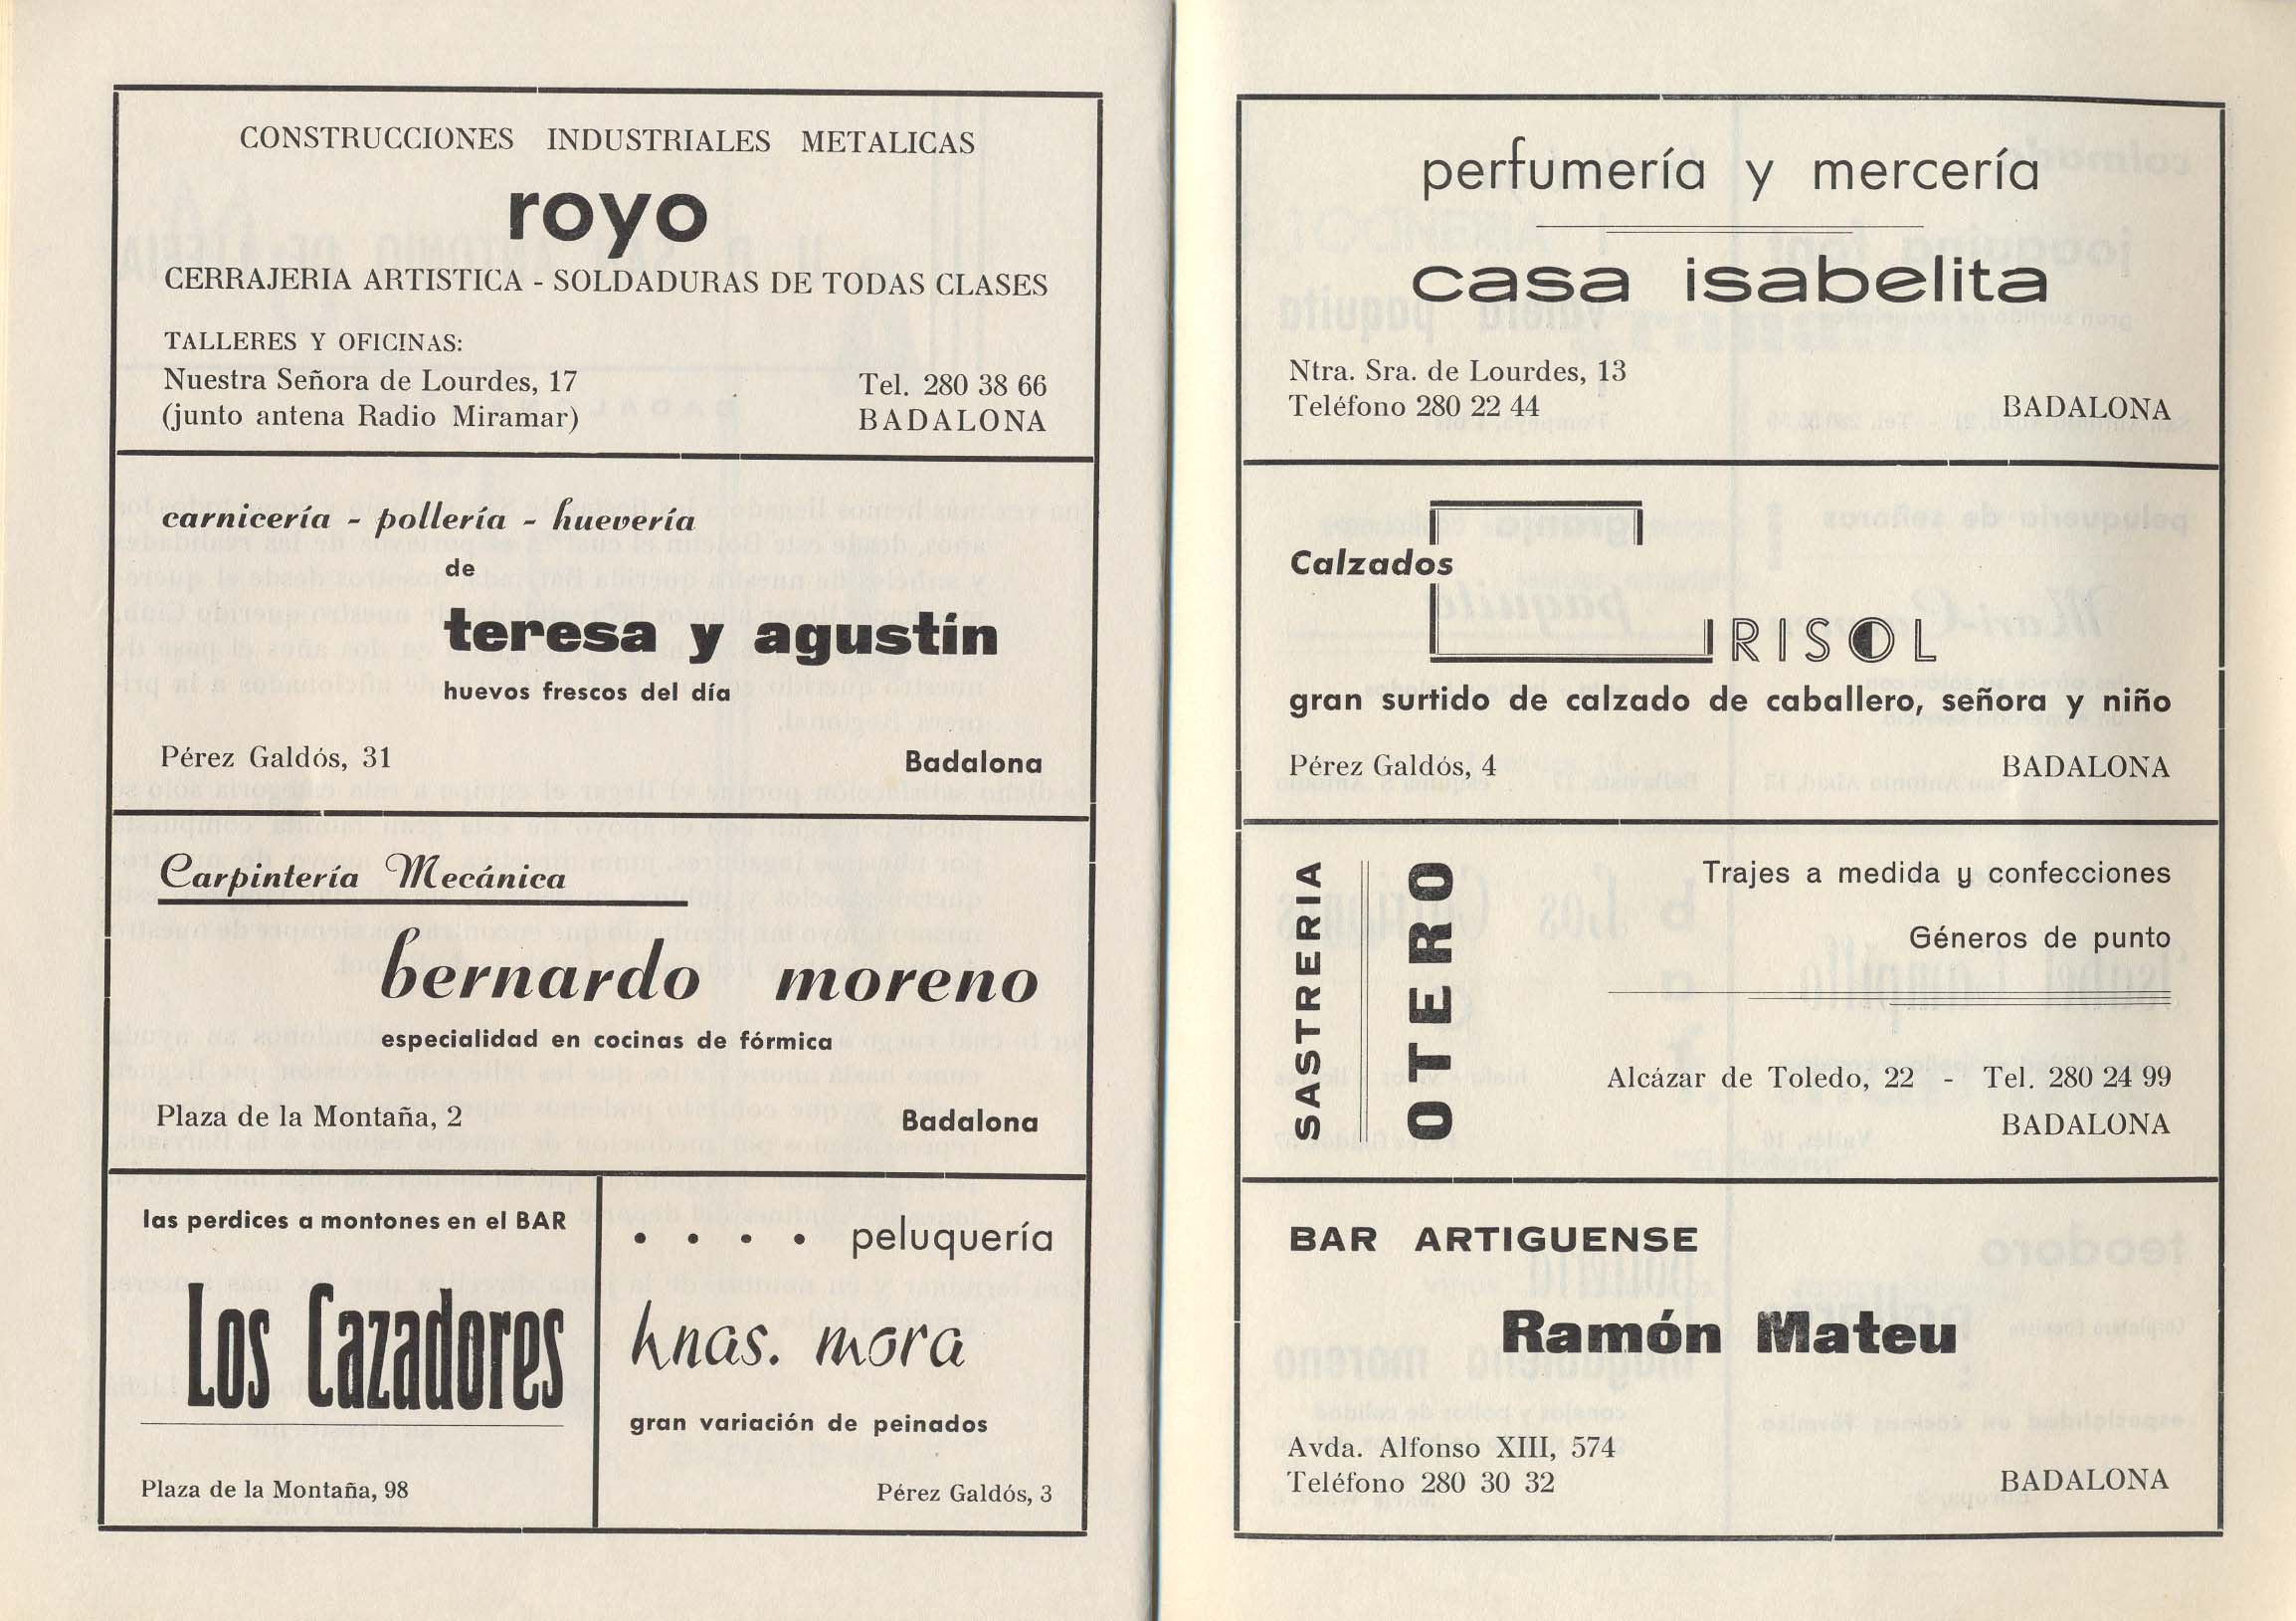 CONSTRUCCIONES INDUSTRIALES METALICAS
royo
CERRAJERIA ARTISTICA - SOLDADURAS DE TODAS CLASES
TALLERES Y OFICINAS:
Nuestra Señora de Lourdes, 17
(junto antena Radio Miramar)
Tel. 280 38 66
BADALONA
carnicería - pollería - huevería
de
teresa y agustín
huevos frescos del día
Pérez Galdós, 31
Badalona
Carpintería Mecánica
bernardo moreno
especialidad en cocinas de fórmica
Plaza de la Montaña, 2
Badalona
las perdices a montones en el BAR
Los Cazadores
Plaza de la Montaña, 98
. . . . peluquería
hnas. mora
gran variación de peinados
Pérez Galdós, 3
perfumería y mercería
casa isabelita
Ntra. Sra. de Lourdes, 13
Teléfono 280 22 44
BADALONA
Calzados
IRISOL
gran surtido de calzado de caballero, señora y niño
Pérez Galdós, 4
BADALONA
SASTRERIA
OTERO
Trajes a medida y confecciones
Géneros de punto
Alcázar de Toledo, 22 - Tel. 280 24 99
BADALONA
BAR ARTIGUENSE
Ramón Mateu
Avda. Alfonso XIII, 574
Teléfono 280 30 32
BADALONA